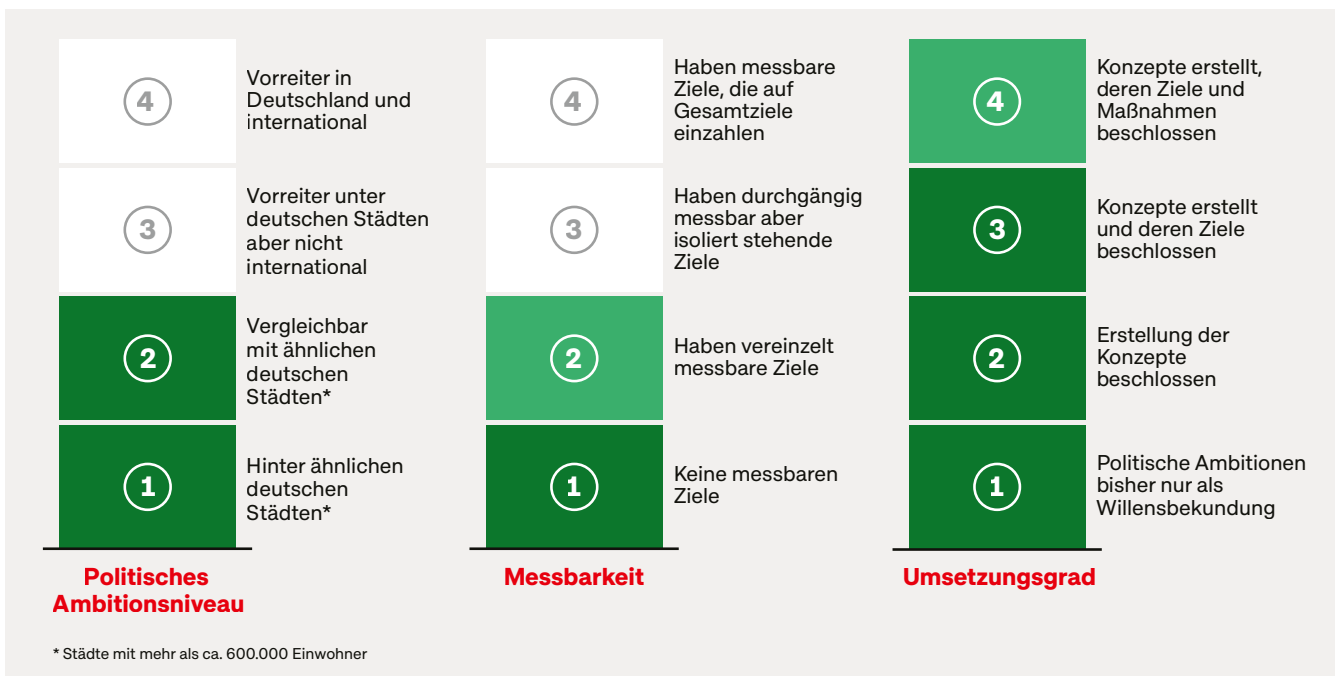 4
Vorreiter in
Deutschland und
international
3
Vorreiter unter
deutschen Städten
aber nicht
international
2
Vergleichbar
mit ähnlichen
deutschen
Städten*
1
Hinter ähnlichen
deutschen
Städten*
Politisches
Ambitionsniveau
4
Haben messbare
Ziele, die auf
Gesamtziele
einzahlen
3
Haben durchgängig
messbar aber
isoliert stehende
Ziele
2
Haben vereinzelt
messbare Ziele
1
Keine messbaren
Ziele
Messbarkeit
4
Konzepte erstellt,
deren Ziele und
Maßnahmen
beschlossen
3
Konzepte erstellt
und deren Ziele
beschlossen
2
Erstellung der
Konzepte
beschlossen
1
Politische Ambitionen
bisher nur als
Willensbekundung
Umsetzungsgrad
* Städte mit mehr als ca. 600.000 Einwohner